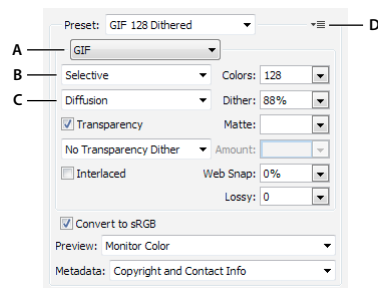 Preset: GIF 128 Dithered D
A GIF
B Selective Colors: 128
C Diffusion Dither: 88%
Transparency Matte:
No Transparency Dither Amount:
Interlaced Web Snap: 0%
Lossy: 0
Convert to sRGB
Preview: Monitor Color
Metadata: Copyright and Contact Info